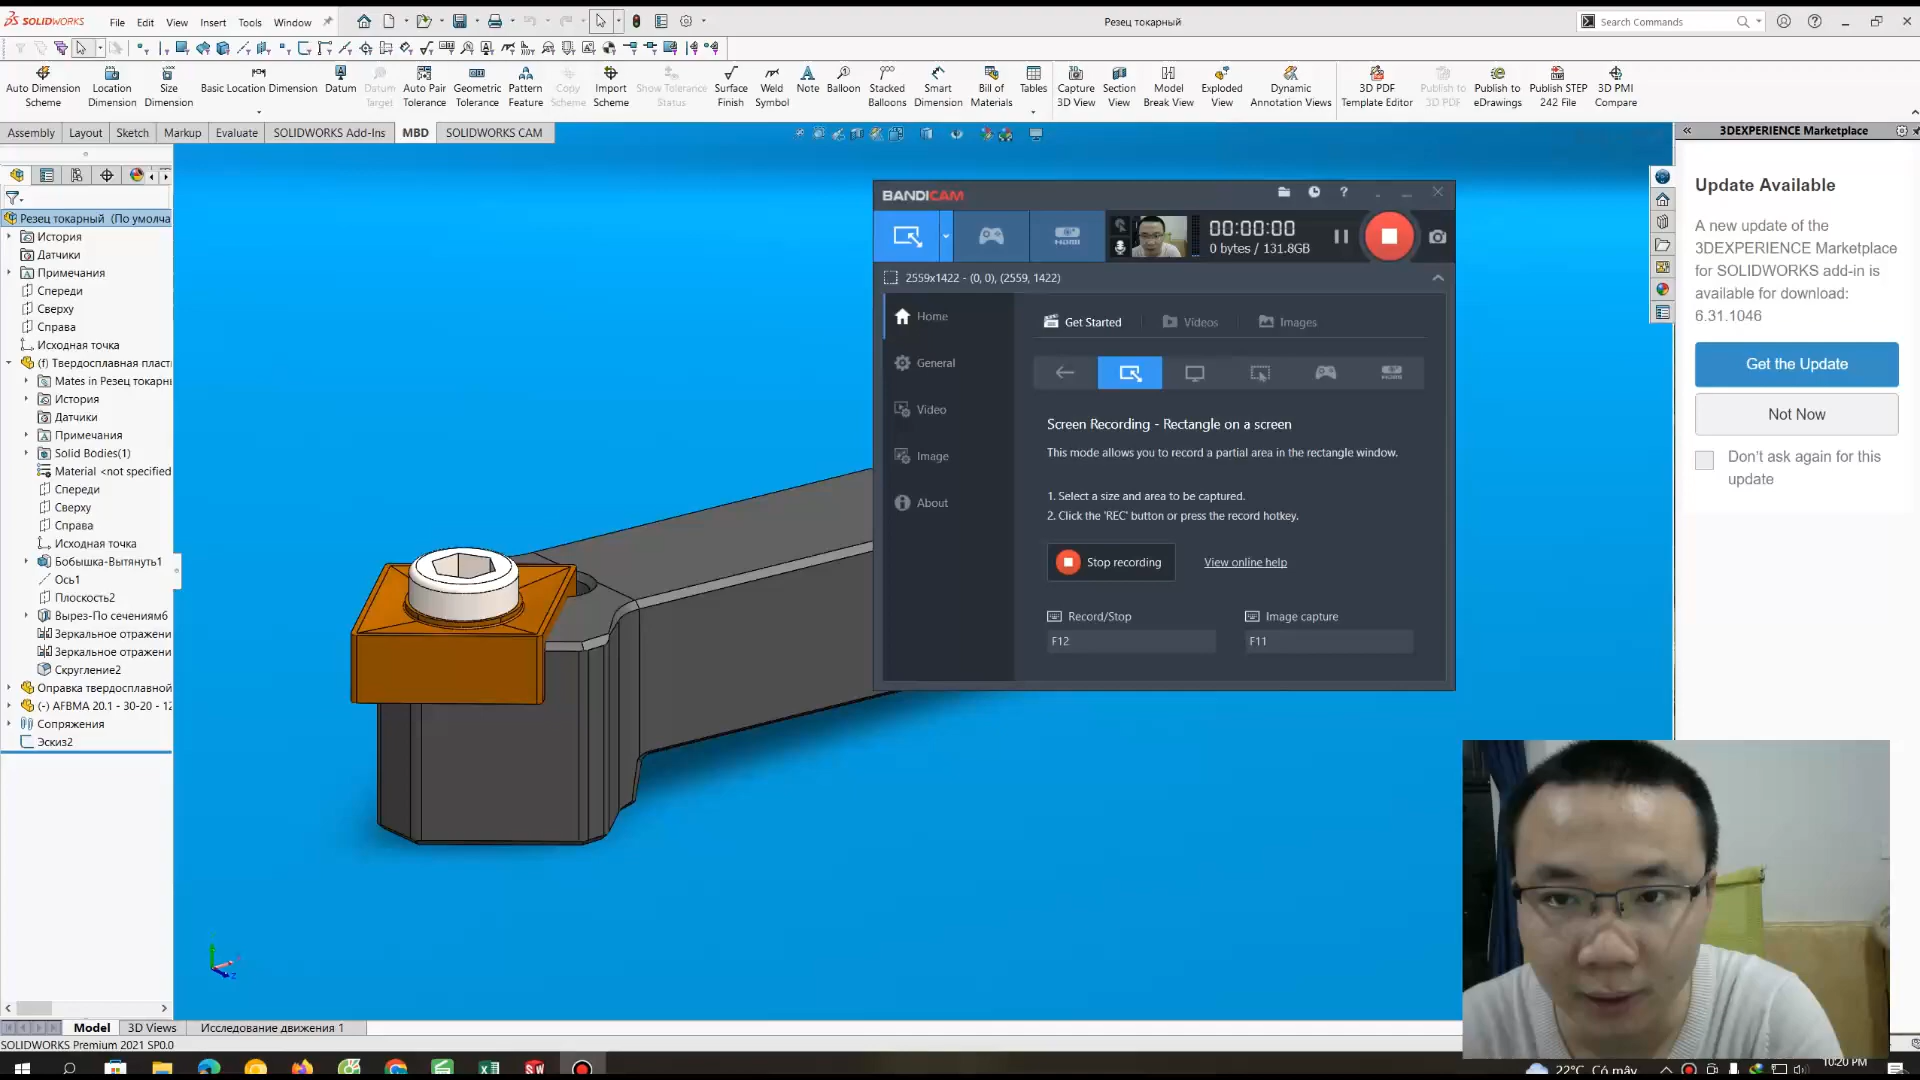 SOLIDWORKS File Edit View Insert Tools Window
Резец токарный
Search Commands
Auto Dimension Scheme
Location Dimension
Size Dimension
Basic Location Dimension
Datum
Datum Target
Auto Pair Tolerance
Geometric Tolerance
Pattern Feature
Copy Scheme
Import Scheme
Show Tolerance Status
Surface Finish
Weld Symbol
Note
Balloon
Stacked Balloons
Smart Dimension
Bill of Materials
Tables
Capture 3D View
Section View
Model Break View
Exploded View
Dynamic Annotation Views
3D PDF Template Editor
Publish to 3D PDF
Publish to eDrawings
Publish STEP 242 File
3D PMI Compare
Assembly Layout Sketch Markup Evaluate SOLIDWORKS Add-Ins MBD SOLIDWORKS CAM
Резец токарный (По умолча
История
Датчики
Примечания
Спереди
Сверху
Справа
Исходная точка
(f) Твердосплавная пласт
Mates in Резец токарн
История
Датчики
Примечания
Solid Bodies(1)
Material <not specified
Спереди
Сверху
Справа
Исходная точка
Бобышка-Вытянуть1
Ось1
Плоскость2
Вырез-По сечениям6
Зеркальное отражени
Зеркальное отражени
Скругление2
Оправка твердосплавной
(-) AFBMA 20.1 - 30-20 - 12
Сопряжения
Эскиз2
BANDICAM
HDMI
00:00:00
0 bytes / 131.8GB
2559x1422 - (0, 0), (2559, 1422)
Home
General
Video
Image
About
Get Started Videos Images
Screen Recording - Rectangle on a screen
This mode allows you to record a partial area in the rectangle window.
1. Select a size and area to be captured.
2. Click the 'REC' button or press the record hotkey.
Stop recording View online help
Record/Stop Image capture
F12 F11
3DEXPERIENCE Marketplace
Update Available
A new update of the
3DEXPERIENCE Marketplace
for SOLIDWORKS add-in is
available for download:
6.31.1046
Get the Update
Not Now
Don't ask again for this
update
Model 3D Views Исследование движения 1
SOLIDWORKS Premium 2021 SP0.0
22°C Có mây
10:20 PM